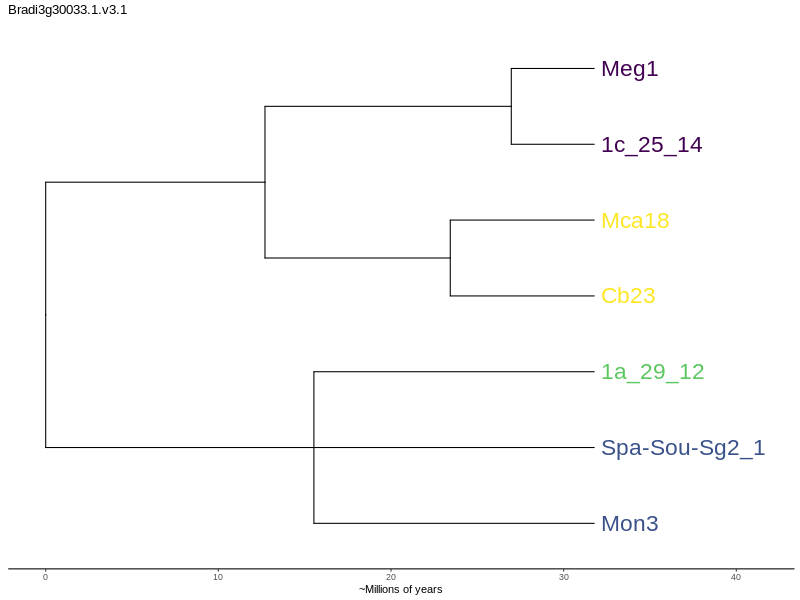 Bradi3g30033.1.v3.1
Meg1
1c_25_14
Mca18
Cb23
1a_29_12
Spa-Sou-Sg2_1
Mon3
0 10 20 30 40
~Millions of years